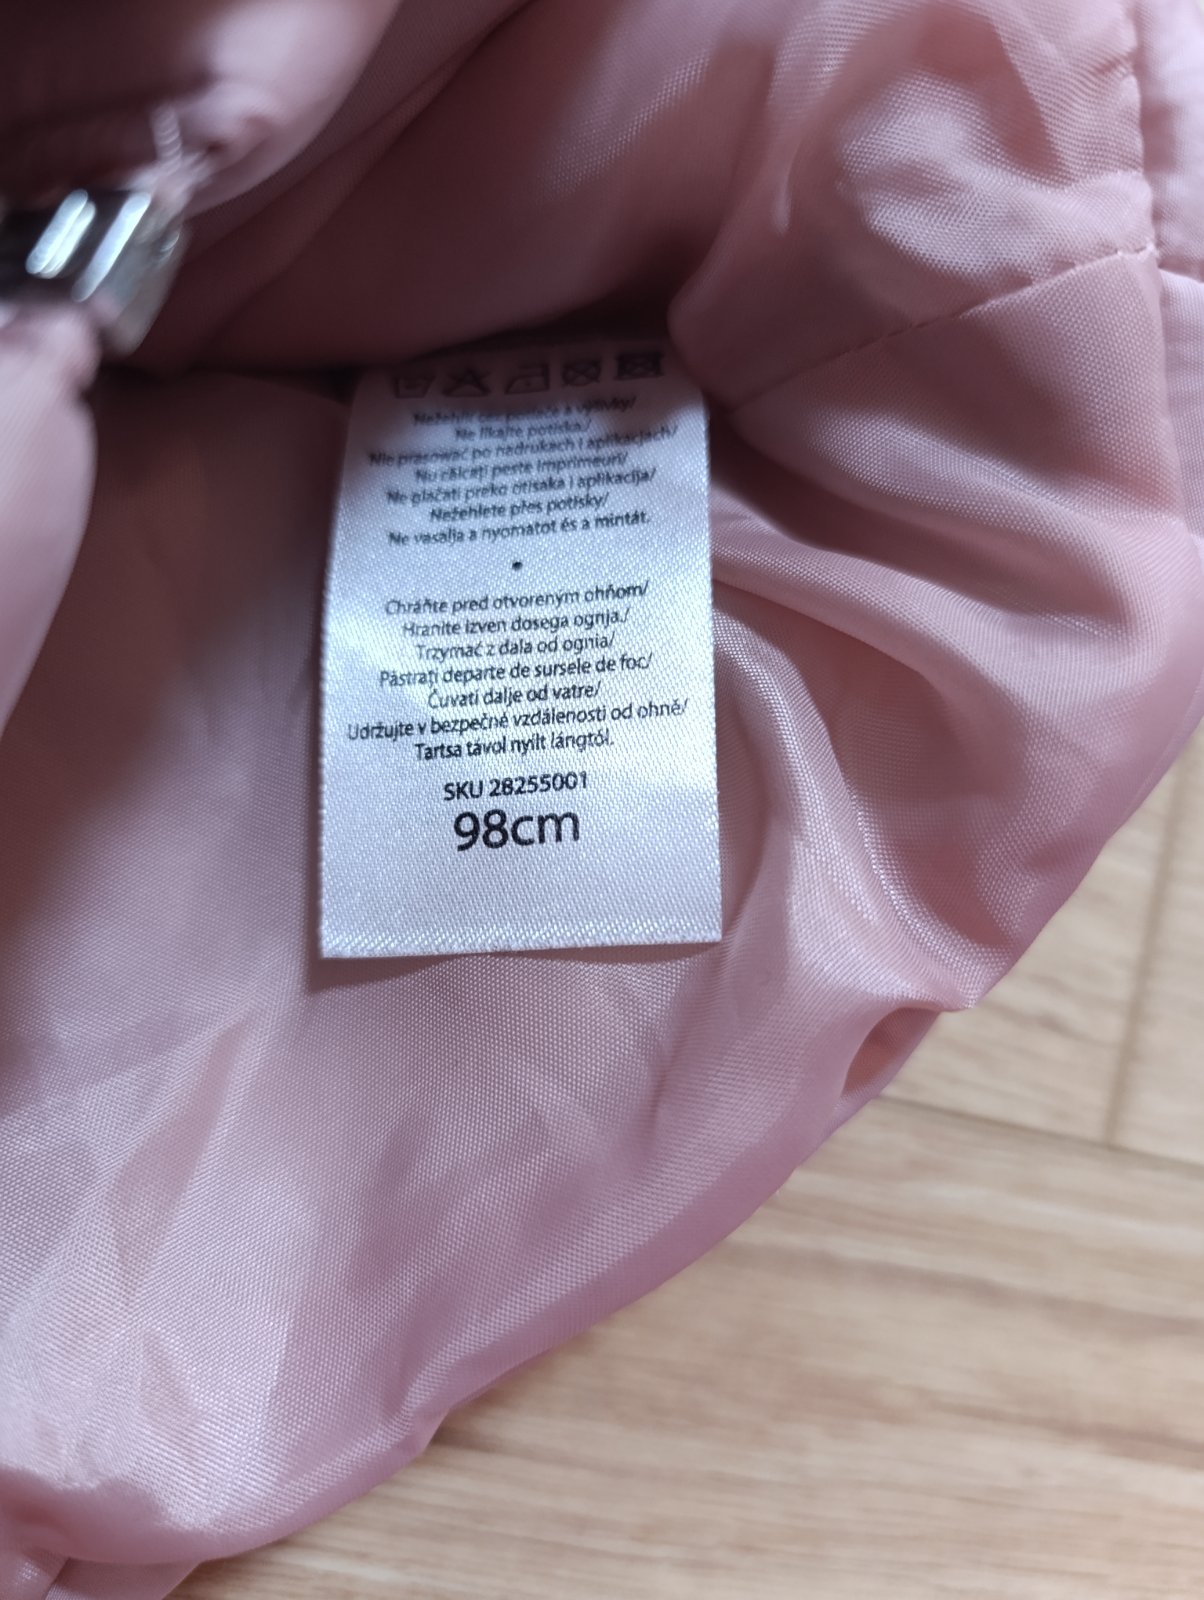 Nežehliť cez potlače a výšivky/
Ne likajte potiska./
Nie prasować po nadrukach i aplikacjach/
Nu călcați peste imprimeuri/
Ne glačati preko otisaka i aplikacija/
Nežehlete přes potisky/
Ne vasalja a nyomatot és a mintát.
•
Chráňte pred otvorenym ohňom/
Hranite izven dosega ognja./
Trzymać z dala od ognia/
Păstrați departe de sursele de foc/
Čuvati dalje od vatre/
Udržujte v bezpečné vzdálenosti od ohně/
Tartsa távol nyílt lángtól.
SKU 28255001
98cm